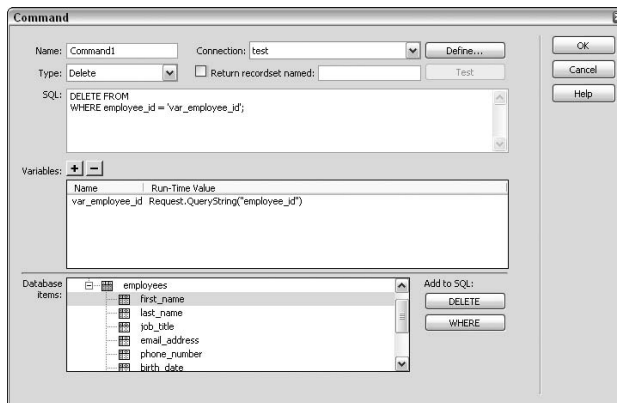 Command
Name: Command1 Connection: test Define... OK
Type: Delete Return recordset named: Test Cancel
SQL: DELETE FROM
WHERE employee_id = 'var_employee_id';
Help
Variables: + −
Name Run-Time Value
var_employee_id Request.QueryString("employee_id")
Database items: employees Add to SQL:
first_name DELETE
last_name
job_title WHERE
email_address
phone_number
birth_date